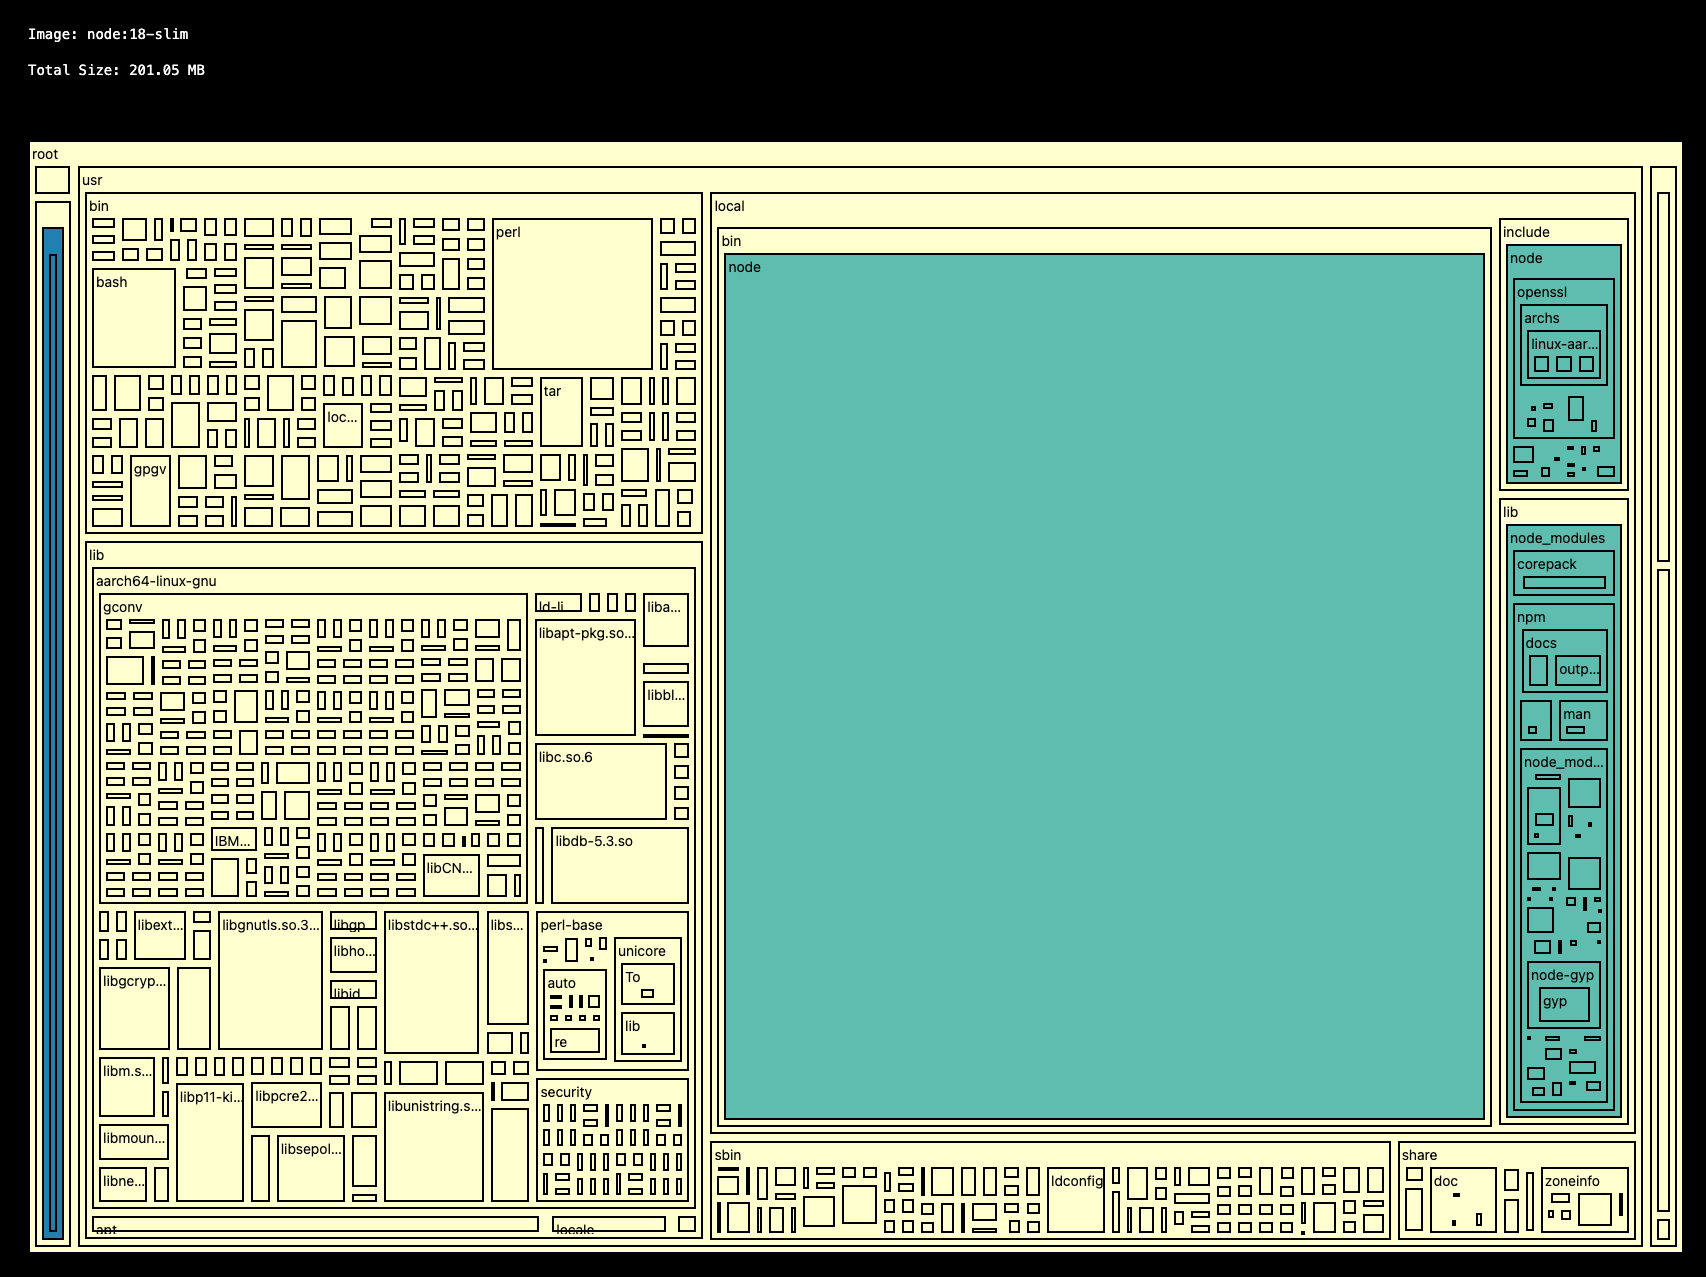 Image: node:18-slim
Total Size: 201.05 MB
root
usr
bin
bash
perl
loc...
tar
gpgv
lib
aarch64-linux-gnu
gconv
IBM...
libCN...
ld-li
liba...
libapt-pkg.so...
libbl...
libc.so.6
libdb-5.3.so
libext...
libgnutls.so.3...
libgp
libho...
libid
libstdc++.so...
libs...
libgcryp...
libm.s...
libmoun...
libne...
libp11-ki...
libpcre2...
libsepol...
libunistring.s...
perl-base
auto
re
unicore
To
lib
security
apt
locale
local
bin
node
include
node
openssl
archs
linux-aar...
lib
node_modules
corepack
npm
docs
outp...
man
node_mod...
node-gyp
gyp
sbin
ldconfig
share
doc
zoneinfo